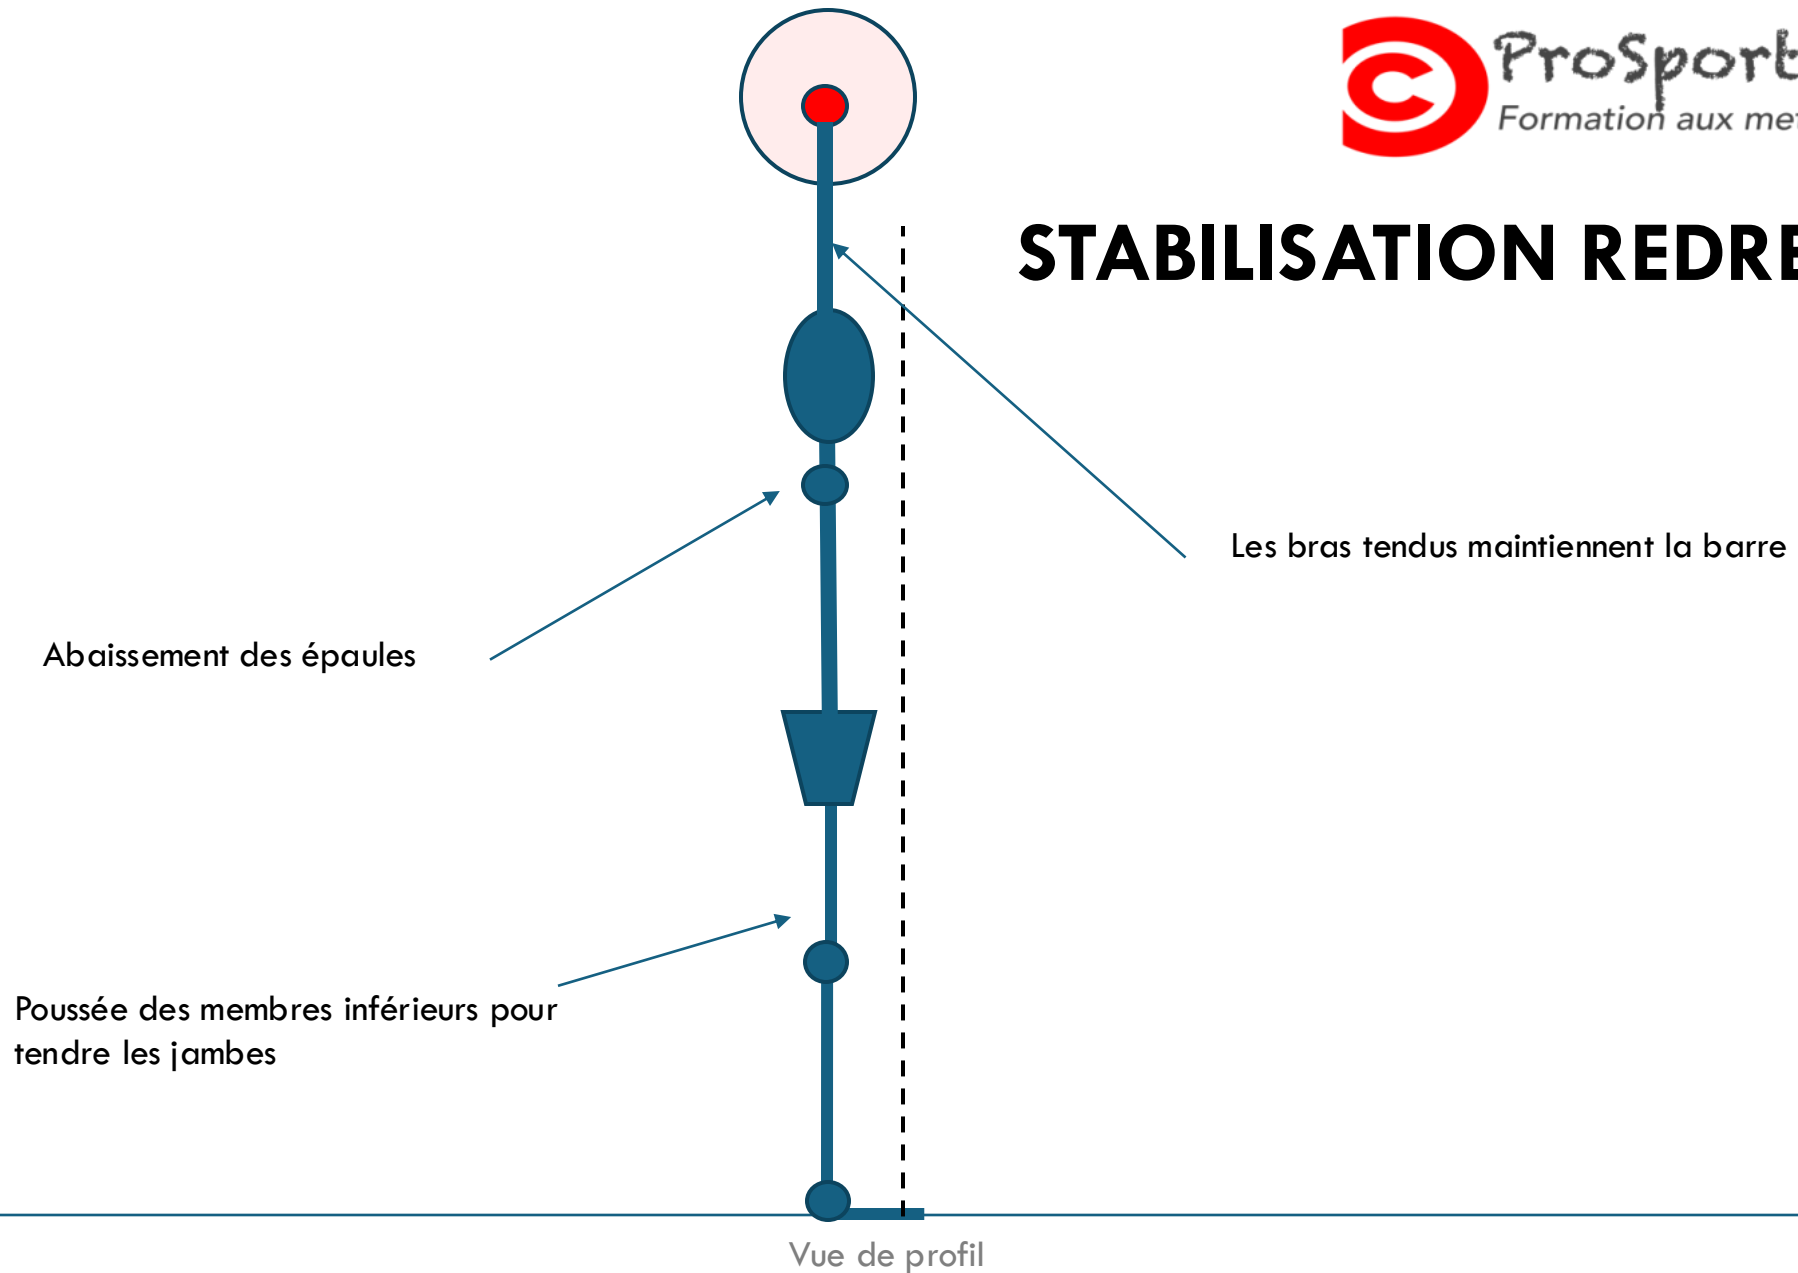 ProSport
Formation aux met
STABILISATION REDRE
Les bras tendus maintiennent la barre
Abaissement des épaules
Poussée des membres inférieurs pour
tendre les jambes
Vue de profil